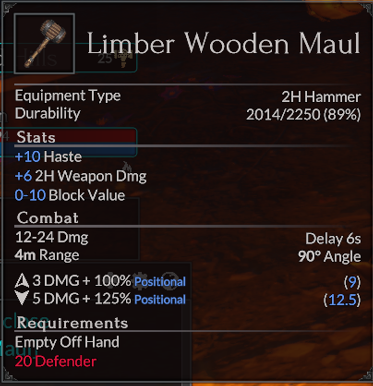 Limber Wooden Maul
25
Equipment Type 2H Hammer
Durability 2014/2250 (89%)
Stats
+10 Haste
+6 2H Weapon Dmg
0-10 Block Value
Combat
12-24 Dmg Delay 6s
4m Range 90° Angle
3 DMG + 100% Positional (9)
5 DMG + 125% Positional (12.5)
Requirements
Empty Off Hand
20 Defender